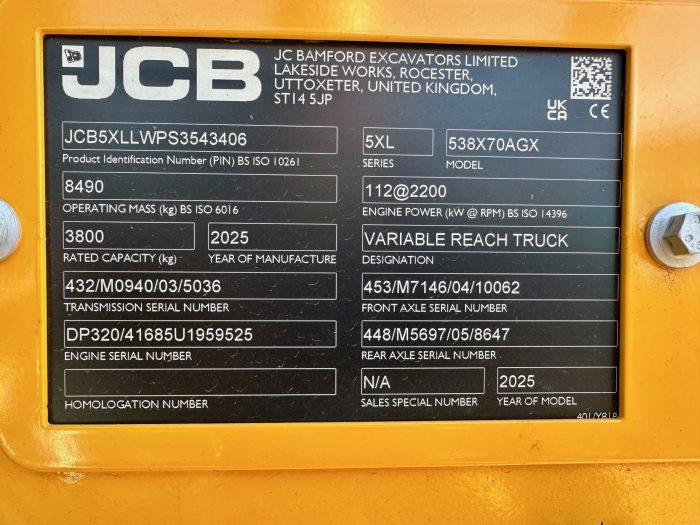 JCB
JC BAMFORD EXCAVATORS LIMITED
LAKESIDE WORKS, ROCESTER,
UTTOXETER, UNITED KINGDOM,
ST14 5JP
UK
CA CE
JCB5XLLWPS3543406
Product Identification Number (PIN) BS ISO 10261
5XL
SERIES
538X70AGX
MODEL
8490
OPERATING MASS (kg) BS ISO 6016
112@2200
ENGINE POWER (kW @ RPM) BS ISO 14396
3800
RATED CAPACITY (kg)
2025
YEAR OF MANUFACTURE
VARIABLE REACH TRUCK
DESIGNATION
432/M0940/03/5036
TRANSMISSION SERIAL NUMBER
453/M7146/04/10062
FRONT AXLE SERIAL NUMBER
DP320/41685U1959525
ENGINE SERIAL NUMBER
448/M5697/05/8647
REAR AXLE SERIAL NUMBER
HOMOLOGATION NUMBER
N/A
SALES SPECIAL NUMBER
2025
YEAR OF MODEL